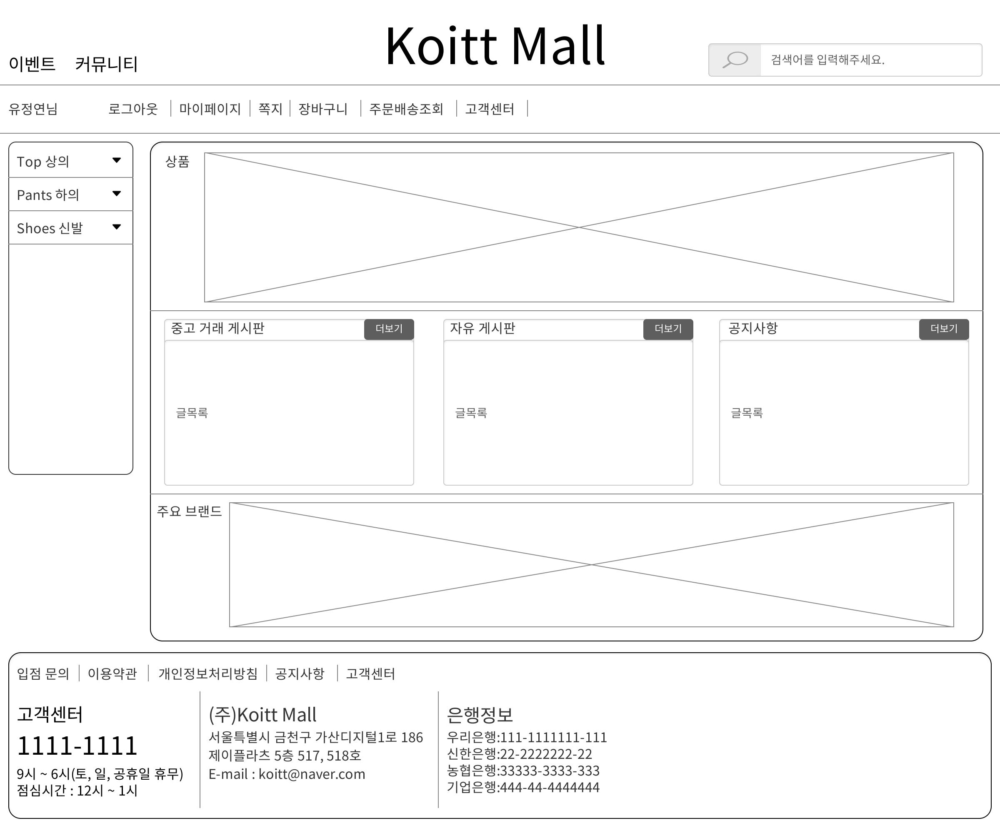 Koitt Mall
이벤트 커뮤니티
검색어를 입력해주세요.
유정연님 로그아웃 마이페이지 쪽지 장바구니 주문배송조회 고객센터
Top 상의
Pants 하의
Shoes 신발
상품
중고 거래 게시판 더보기
글목록
자유 게시판 더보기
글목록
공지사항 더보기
글목록
주요 브랜드
입점 문의 이용약관 개인정보처리방침 공지사항 고객센터
고객센터
1111-1111
9시 ~ 6시(토, 일, 공휴일 휴무)
점심시간 : 12시 ~ 1시
(주)Koitt Mall
서울특별시 금천구 가산디지털1로 186
제이플라츠 5층 517, 518호
E-mail : koitt@naver.com
은행정보
우리은행:111-1111111-111
신한은행:22-2222222-22
농협은행:33333-3333-333
기업은행:444-44-4444444